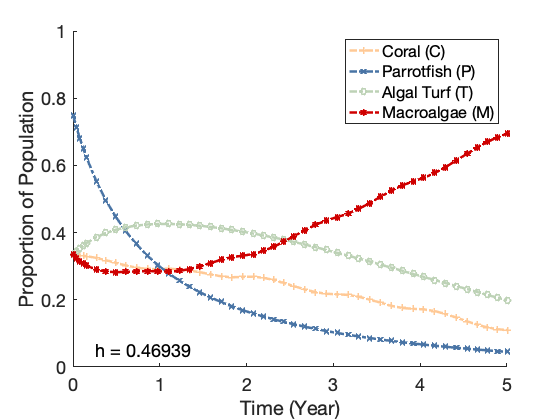 1
0.8
0.6
0.4
0.2
0
Proportion of Population
Coral (C)
Parrotfish (P)
Algal Turf (T)
Macroalgae (M)
h = 0.46939
0 1 2 3 4 5
Time (Year)